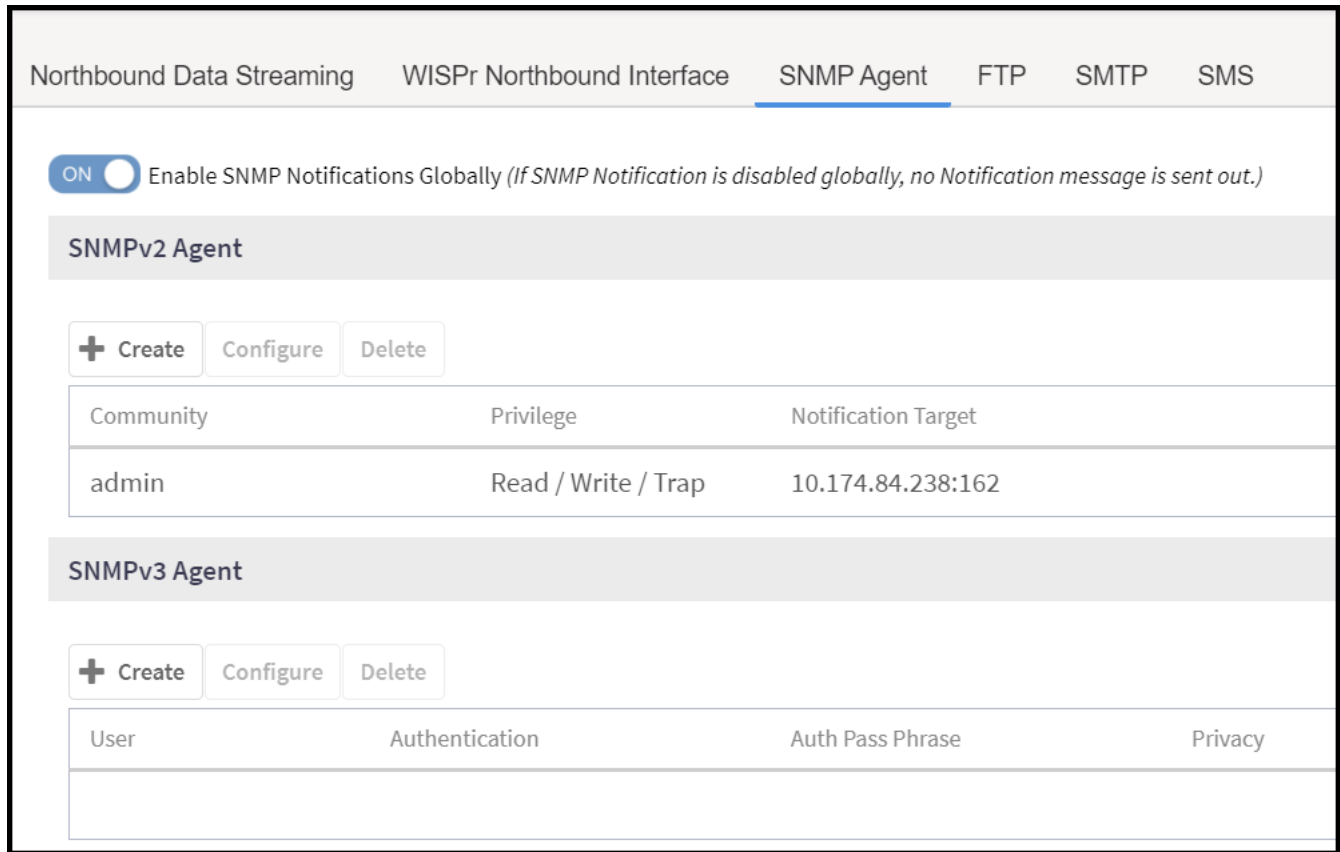 Northbound Data Streaming WISPr Northbound Interface SNMP Agent FTP SMTP SMS
ON Enable SNMP Notifications Globally (If SNMP Notification is disabled globally, no Notification message is sent out.)
SNMPv2 Agent
+ Create Configure Delete
Community Privilege Notification Target
admin Read / Write / Trap 10.174.84.238:162
SNMPv3 Agent
+ Create Configure Delete
User Authentication Auth Pass Phrase Privacy